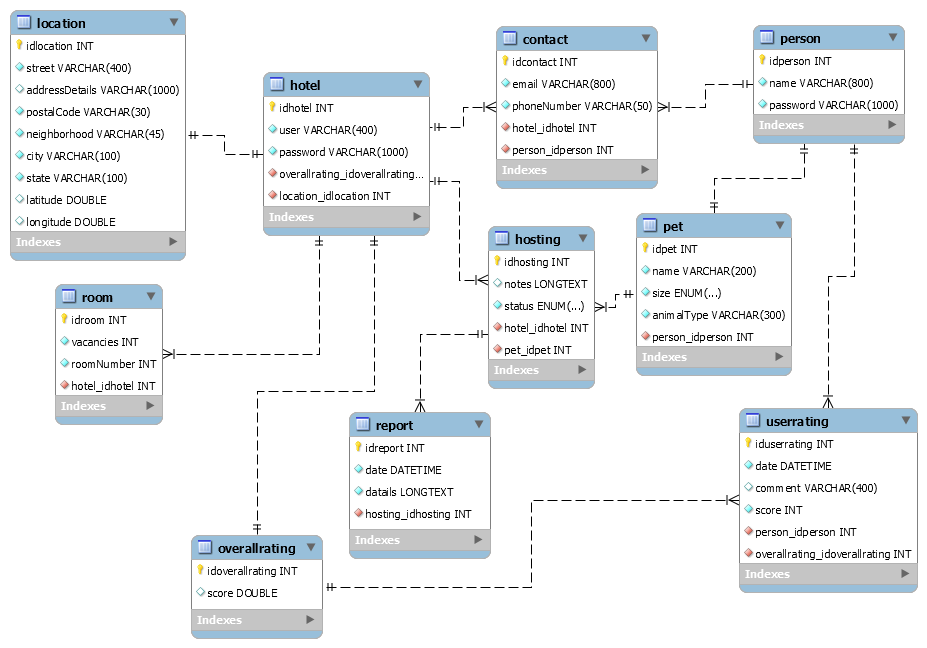 location
idlocation INT
street VARCHAR(400)
addressDetails VARCHAR(1000)
postalCode VARCHAR(30)
neighborhood VARCHAR(45)
city VARCHAR(100)
state VARCHAR(100)
latitude DOUBLE
longitude DOUBLE
Indexes
hotel
idhotel INT
user VARCHAR(400)
password VARCHAR(1000)
overallrating_idoverallrating...
location_idlocation INT
Indexes
contact
idcontact INT
email VARCHAR(800)
phoneNumber VARCHAR(50)
hotel_idhotel INT
person_idperson INT
Indexes
person
idperson INT
name VARCHAR(800)
password VARCHAR(1000)
Indexes
hosting
idhosting INT
notes LONGTEXT
status ENUM(...)
hotel_idhotel INT
pet_idpet INT
Indexes
pet
idpet INT
name VARCHAR(200)
size ENUM(...)
animalType VARCHAR(300)
person_idperson INT
Indexes
room
idroom INT
vacancies INT
roomNumber INT
hotel_idhotel INT
Indexes
report
idreport INT
date DATETIME
datails LONGTEXT
hosting_idhosting INT
Indexes
userrating
iduserrating INT
date DATETIME
comment VARCHAR(400)
score INT
person_idperson INT
overallrating_idoverallrating INT
Indexes
overallrating
idoverallrating INT
score DOUBLE
Indexes